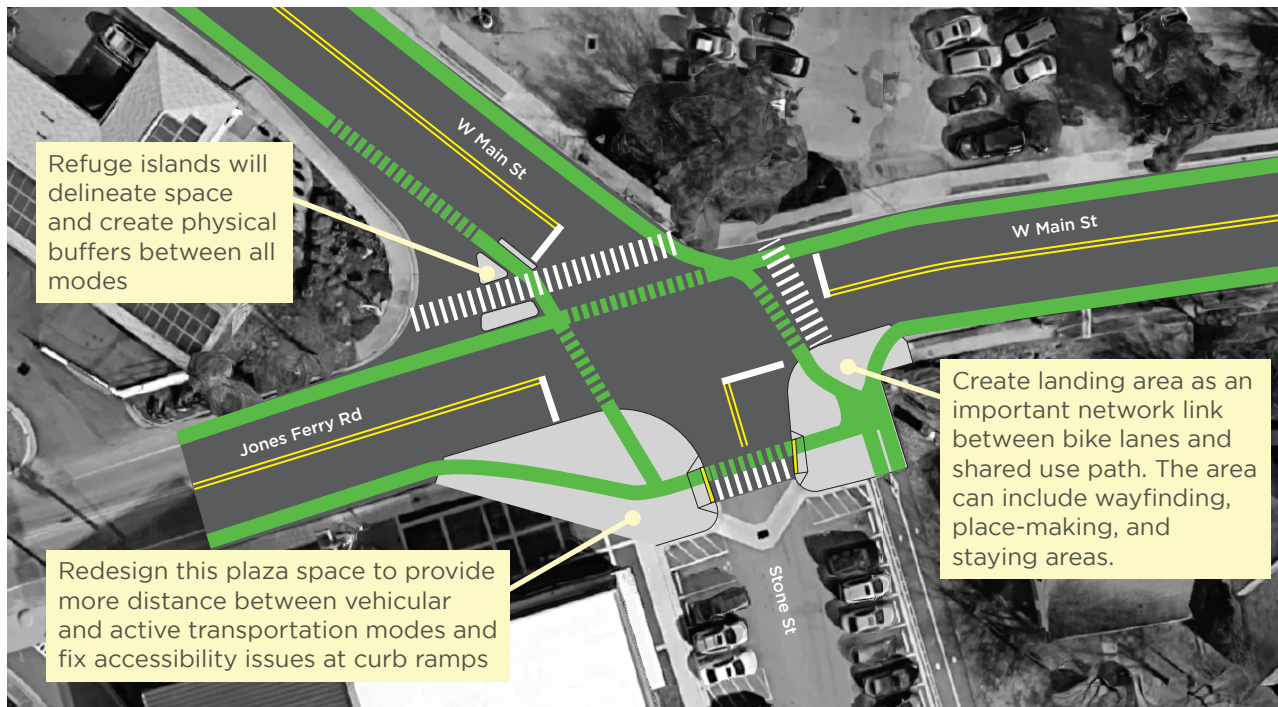 W Main St
Refuge islands will
delineate space
and create physical
buffers between all
modes
W Main St
Jones Ferry Rd
Create landing area as an
important network link
between bike lanes and
shared use path. The area
can include wayfinding,
place-making, and
staying areas.
Redesign this plaza space to provide
more distance between vehicular
and active transportation modes and
fix accessibility issues at curb ramps
Stone St